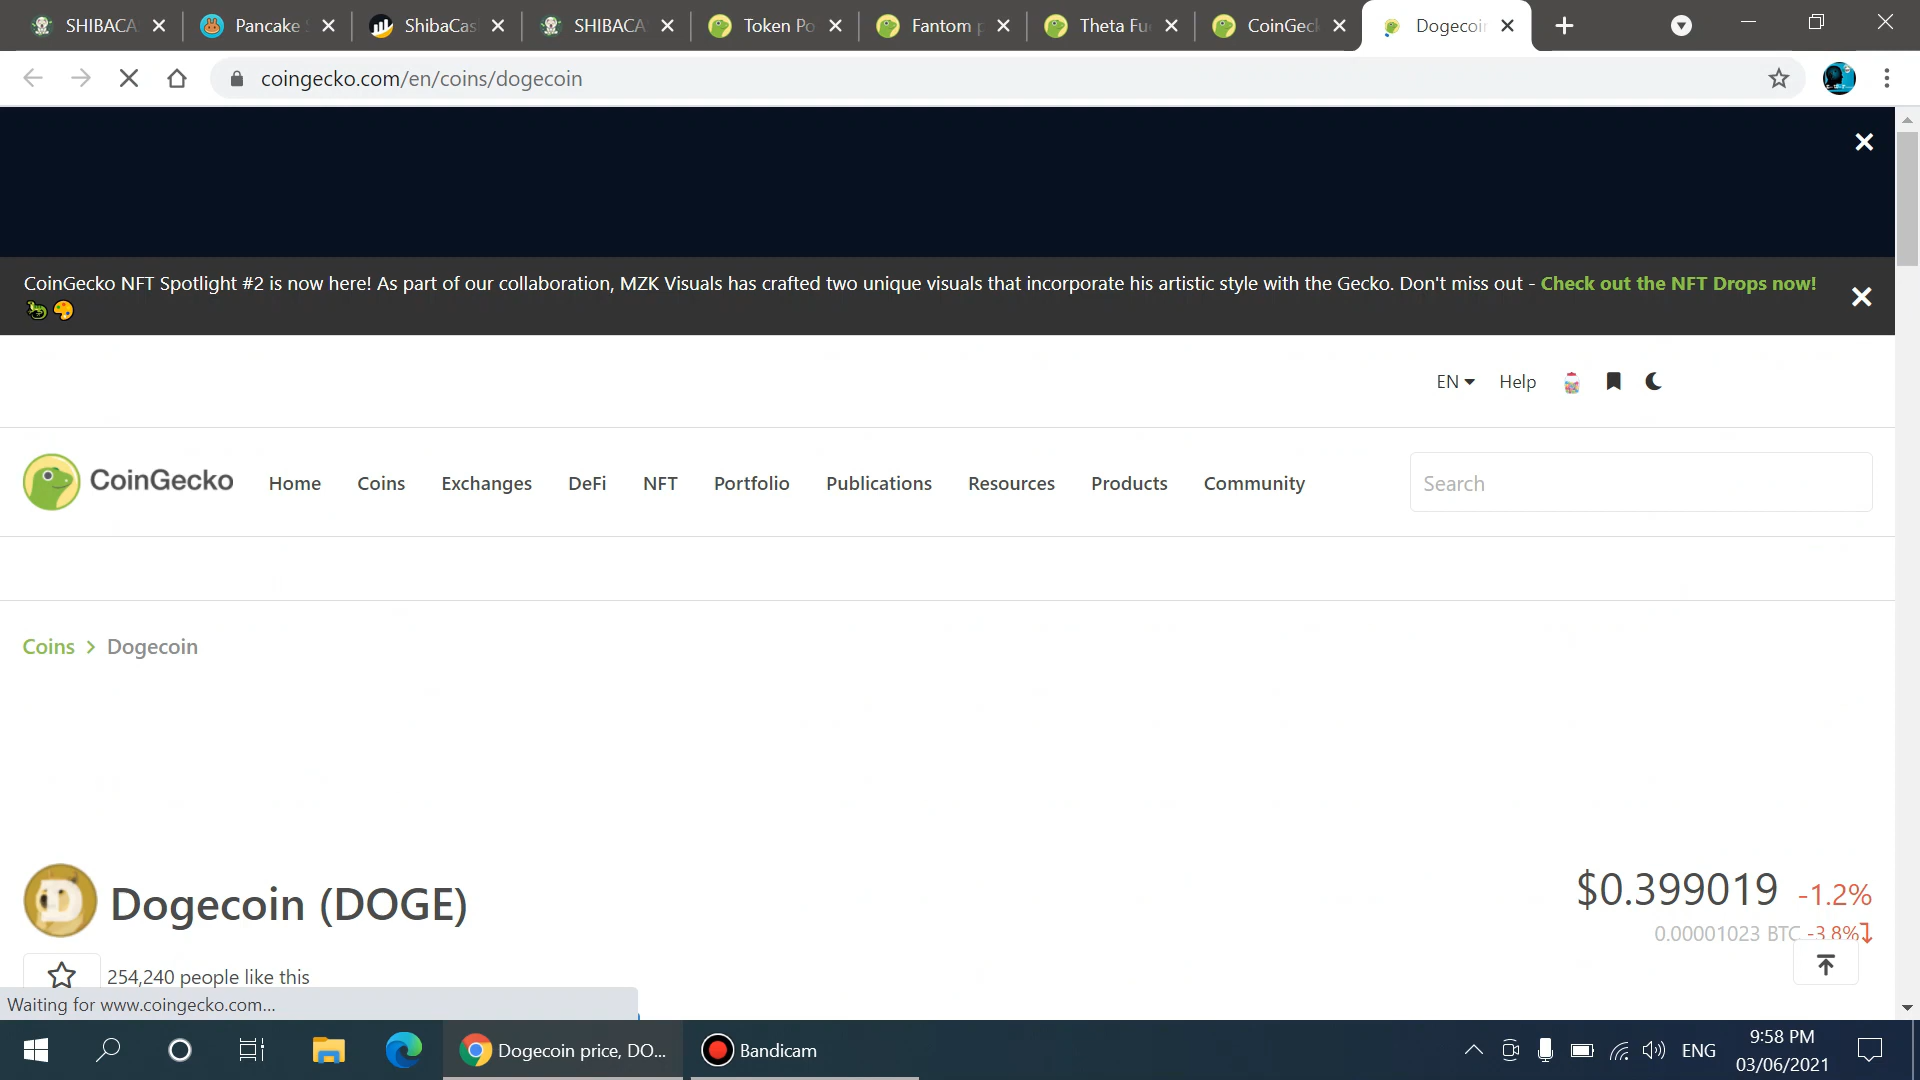 SHIBACA
Pancake S
ShibaCas
SHIBACA
Token Po
Fantom p
Theta Fu
CoinGeck
Dogecoin
coingecko.com/en/coins/dogecoin
CoinGecko NFT Spotlight #2 is now here! As part of our collaboration, MZK Visuals has crafted two unique visuals that incorporate his artistic style with the Gecko. Don't miss out - Check out the NFT Drops now!
EN
Help
CoinGecko
Home
Coins
Exchanges
DeFi
NFT
Portfolio
Publications
Resources
Products
Community
Search
Coins > Dogecoin
Dogecoin (DOGE)
$0.399019 -1.2%
0.00001023 BTC -3.8%
254,240 people like this
Waiting for www.coingecko.com...
Dogecoin price, DO...
Bandicam
ENG
9:58 PM
03/06/2021